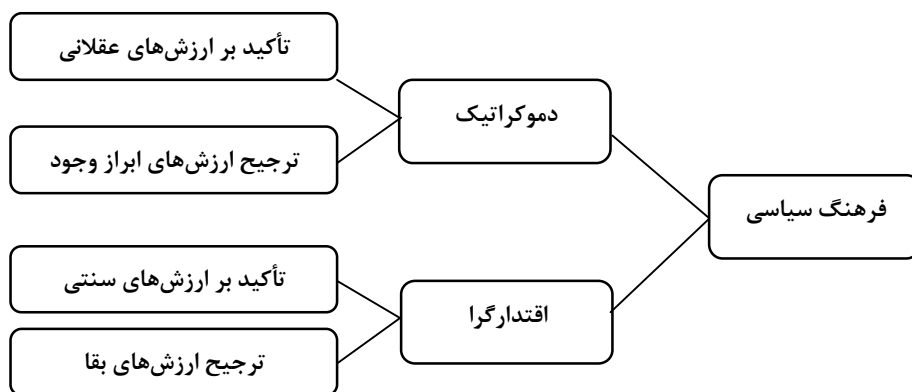 تأکید بر ارزش‌های عقلانی
دموکراتیک
ترجیح ارزش‌های ابراز وجود
فرهنگ سیاسی
تأکید بر ارزش‌های سنتی
اقتدارگرا
ترجیح ارزش‌های بقا